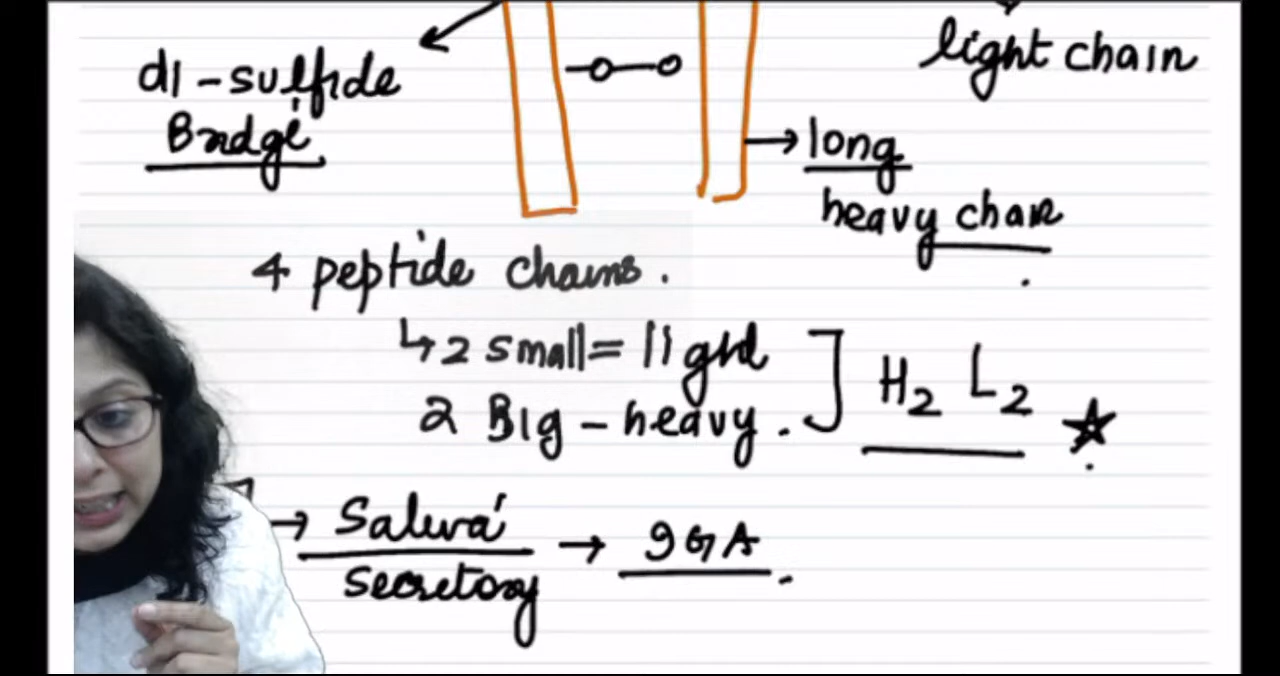 di-sulfide
Bridge
light chain
long
heavy chain
4 peptide chains.
↳ 2 small = light
2 Big - heavy.
] H2 L2 ☆
→ Saliva
Secretory
→ IgA.